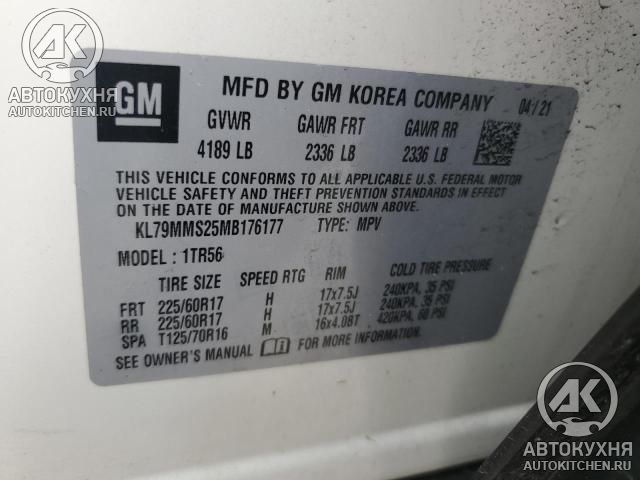 AK
АВТОКУХНЯ
AUTOKITCHEN.RU
GM
MFD BY GM KOREA COMPANY 04/21
GVWR GAWR FRT GAWR RR
4189 LB 2336 LB 2336 LB
THIS VEHICLE CONFORMS TO ALL APPLICABLE U.S. FEDERAL MOTOR
VEHICLE SAFETY AND THEFT PREVENTION STANDARDS IN EFFECT
ON THE DATE OF MANUFACTURE SHOWN ABOVE.
KL79MMS25MB176177 TYPE: MPV
MODEL : 1TR56
TIRE SIZE SPEED RTG RIM COLD TIRE PRESSURE
FRT 225/60R17 H 17x7.5J 240KPA, 35 PSI
RR 225/60R17 H 17x7.5J 240KPA, 35 PSI
SPA T125/70R16 M 16x4.0BT 420KPA, 60 PSI
SEE OWNER'S MANUAL FOR MORE INFORMATION
AK
АВТОКУХНЯ
AUTOKITCHEN.RU